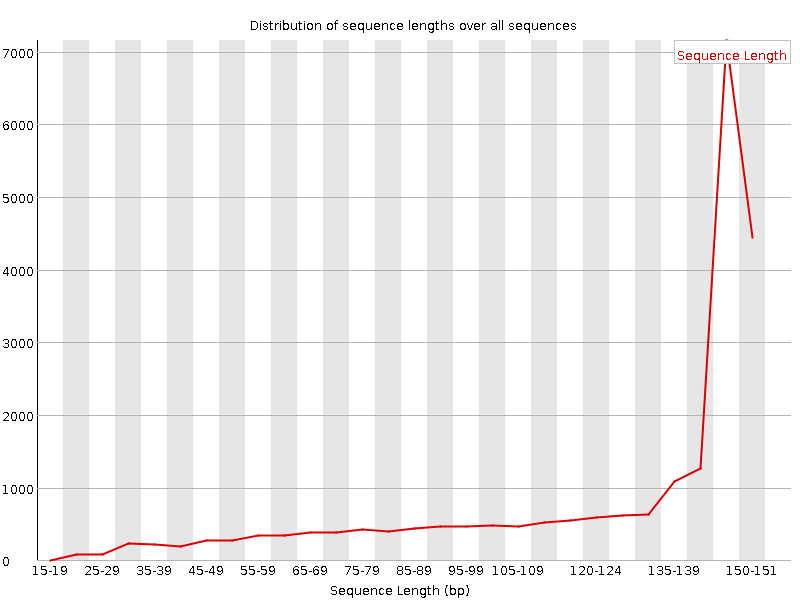 Distribution of sequence lengths over all sequences
Sequence Length
7000
6000
5000
4000
3000
2000
1000
0
15-19 25-29 35-39 45-49 55-59 65-69 75-79 85-89 95-99 105-109 120-124 135-139 150-151
Sequence Length (bp)